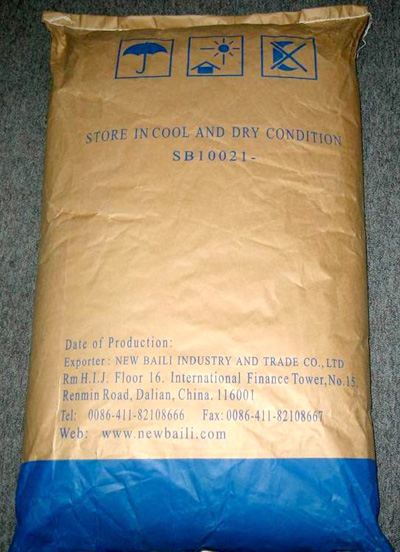 STORE IN COOL AND DRY CONDITION
SB10021-
Date of Production:
Exporter: NEW BAILI INDUSTRY AND TRADE CO., LTD
Rm H.I.J. Floor 16. International Finance Tower, No.15
Renmin Road, Dalian, China. 116001
Tel: 0086-411-82108666 Fax: 0086-411-82108667
Web: www.newbaili.com